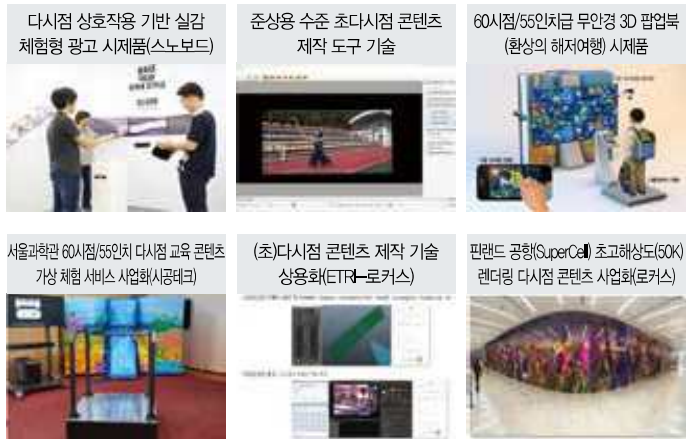 다시점 상호작용 기반 실감
체험형 광고 시제품(스노보드)
준상용 수준 초다시점 콘텐츠
제작 도구 기술
60시점/55인치급 무안경 3D 팝업북
(환상의 해저여행) 시제품
서울과학관 60시점/55인치 다시점 교육 콘텐츠
가상 체험 서비스 사업화(시공테크)
(초)다시점 콘텐츠 제작 기술
상용화(ETRI-로커스)
핀랜드 공항(SuperCell) 초고해상도(50K)
렌더링 다시점 콘텐츠 사업화(로커스)